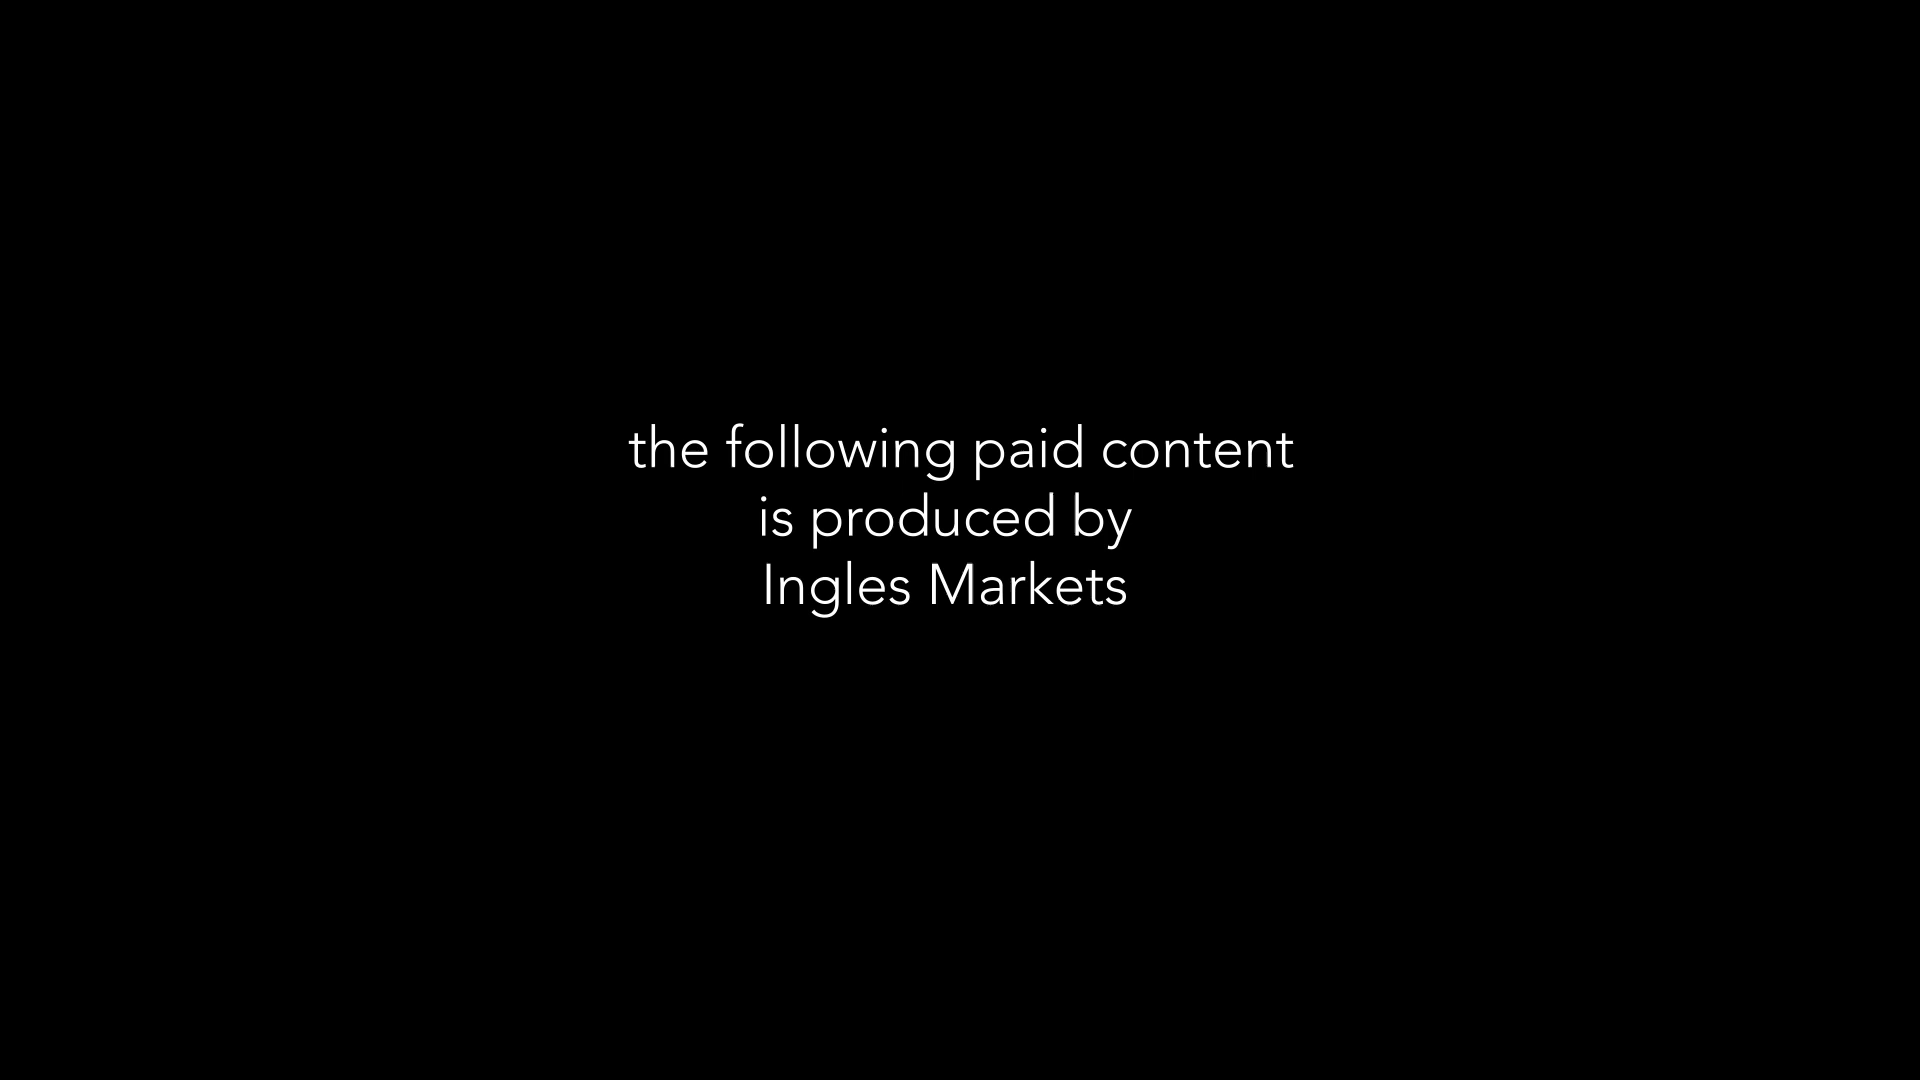 the following paid content
is produced by
Ingles Markets